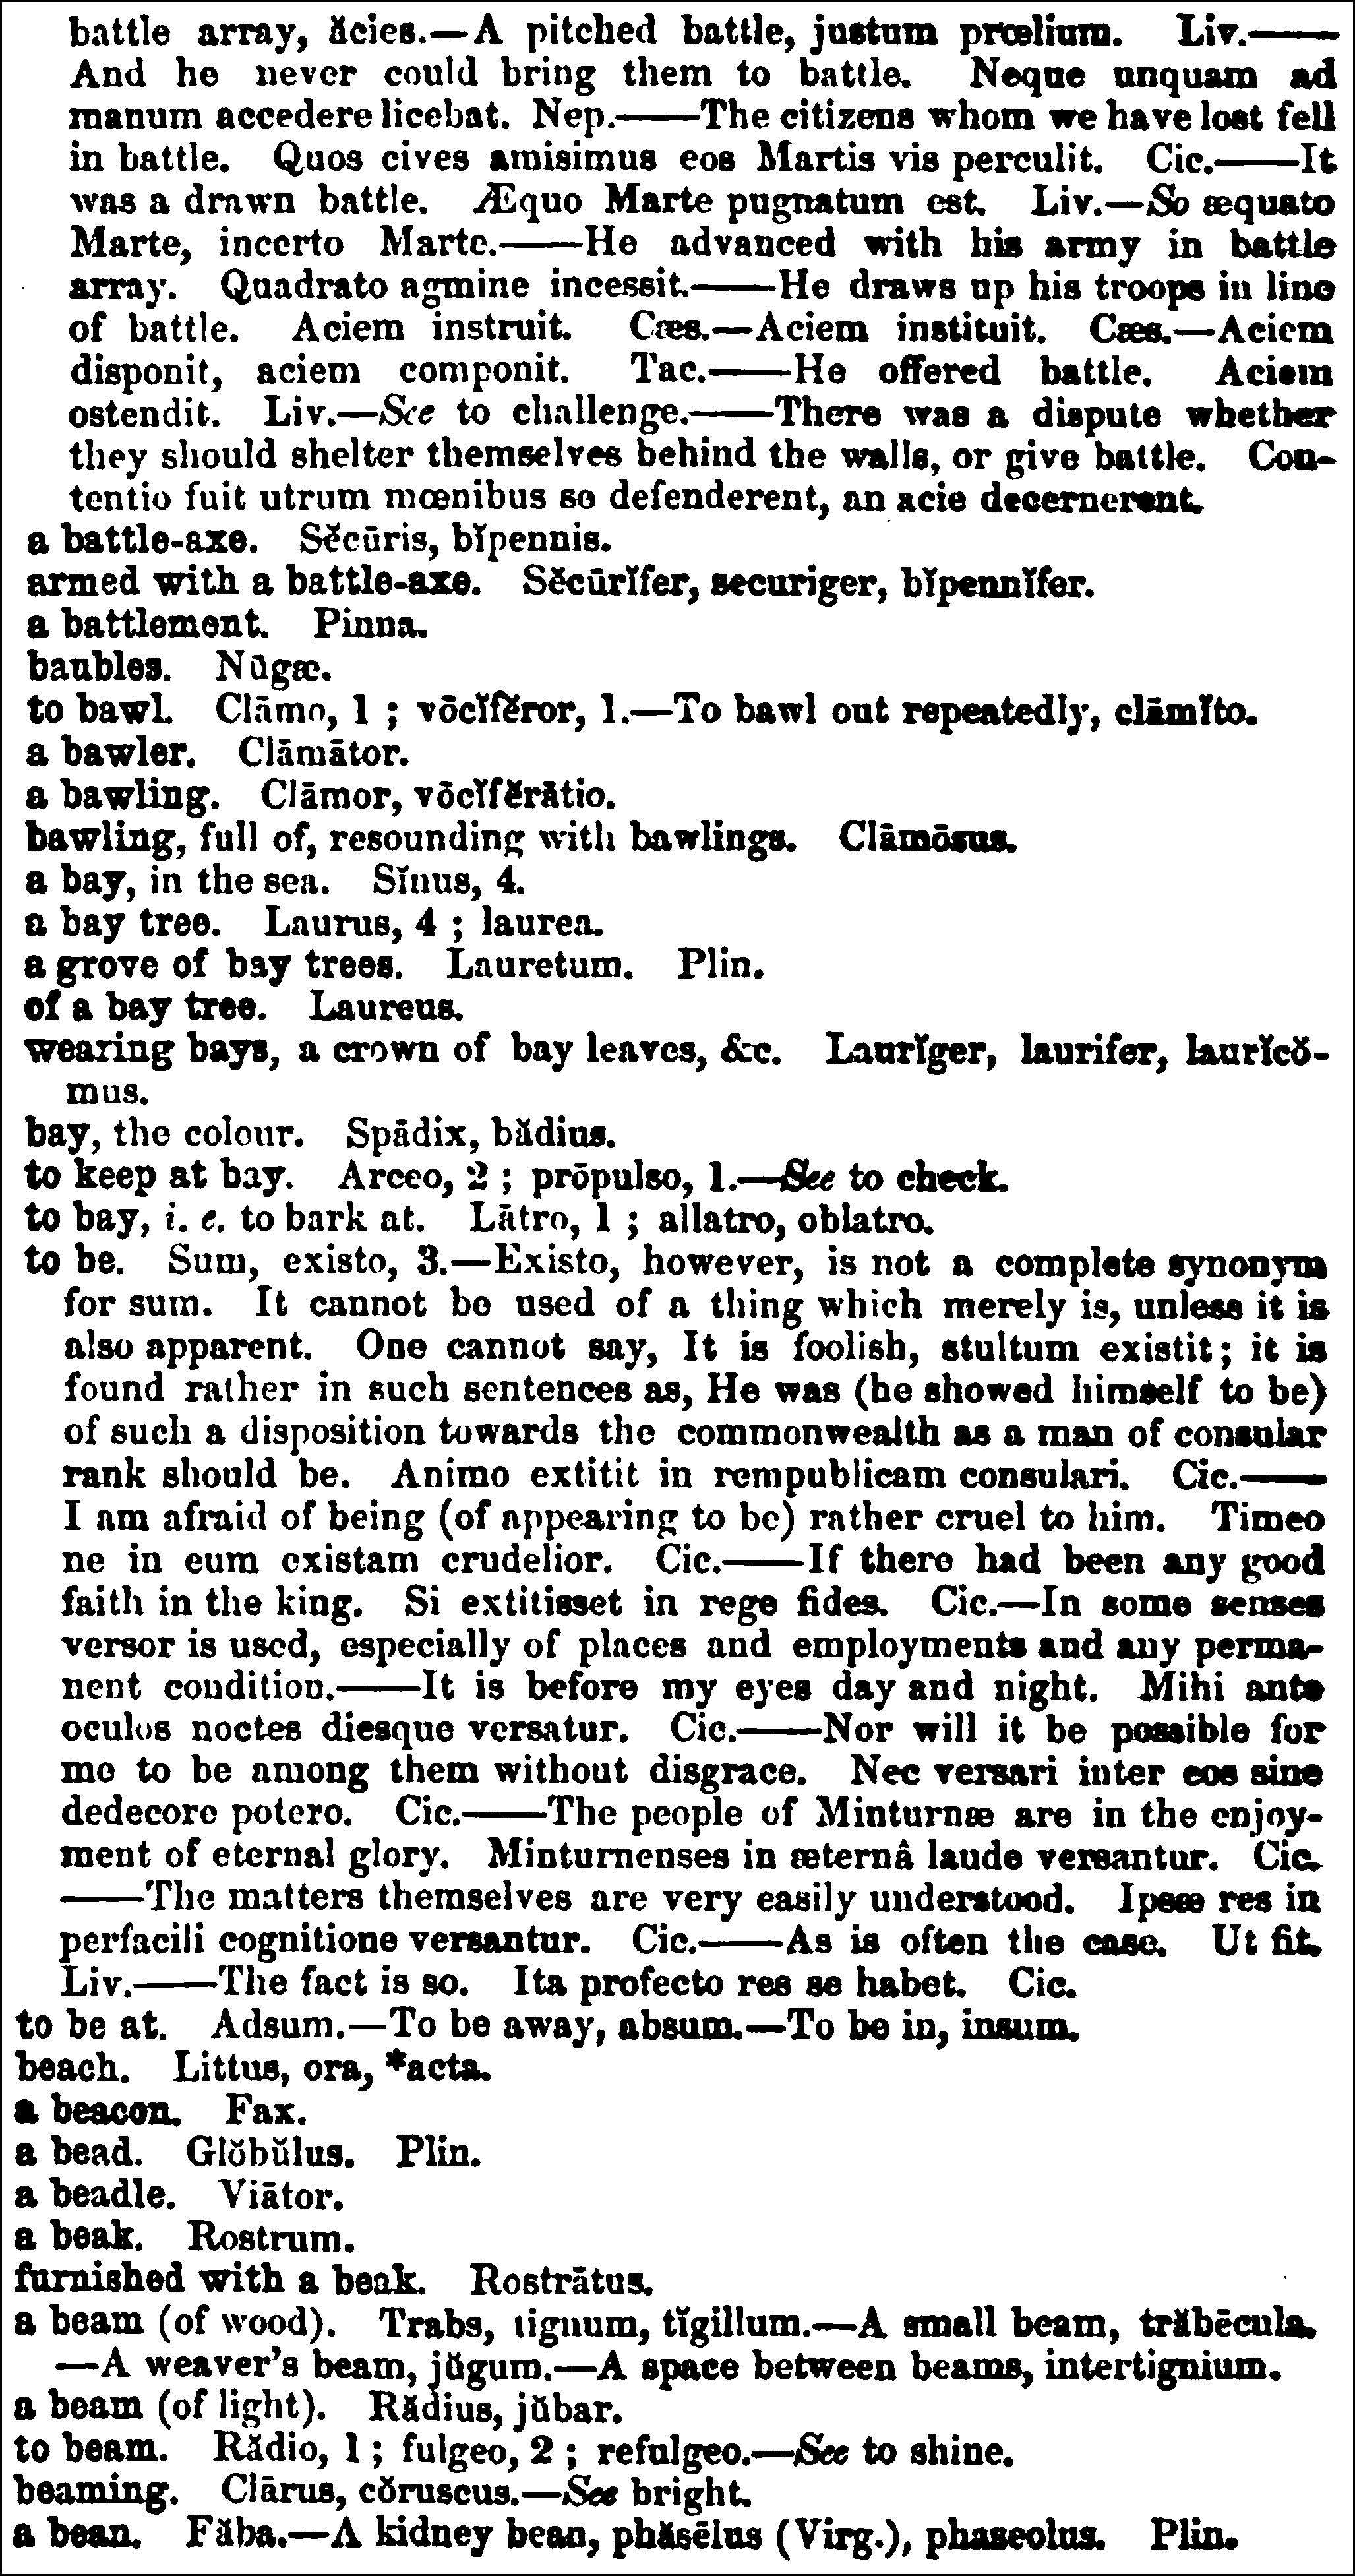 battle array, ăcies.—A pitched battle, justum prœlium. Liv.——
And he never could bring them to battle. Neque unquam ad
manum accedere licebat. Nep.——The citizens whom we have lost fell
in battle. Quos cives amisimus eos Martis vis perculit. Cic.——It
was a drawn battle. Æquo Marte pugnatum est. Liv.—So æquato
Marte, incerto Marte.——He advanced with his army in battle
array. Quadrato agmine incessit.——He draws up his troops in line
of battle. Aciem instruit. Cæs.—Aciem instituit. Cæs.—Aciem
disponit, aciem componit. Tac.——He offered battle. Aciem
ostendit. Liv.—See to challenge.——There was a dispute whether
they should shelter themselves behind the walls, or give battle. Con-
tentio fuit utrum mœnibus se defenderent, an acie decernerent.
a battle-axe. Sĕcūris, bĭpennis.
armed with a battle-axe. Sĕcūrĭfer, securiger, bĭpennĭfer.
a battlement. Pinna.
baubles. Nūgæ.
to bawl. Clāmo, 1 ; vōcĭfĕror, 1.—To bawl out repeatedly, clāmĭto.
a bawler. Clāmātor.
a bawling. Clāmor, vōcĭfĕrātio.
bawling, full of, resounding with bawlings. Clāmōsus.
a bay, in the sea. Sĭnus, 4.
a bay tree. Laurus, 4 ; laurea.
a grove of bay trees. Lauretum. Plin.
of a bay tree. Laureus.
wearing bays, a crown of bay leaves, &c. Laurĭger, laurifer, laurĭcŏ-
mus.
bay, the colour. Spādix, bădius.
to keep at bay. Arceo, 2 ; prōpulso, 1.—See to check.
to bay, i. e. to bark at. Lātro, 1 ; allatro, oblatro.
to be. Sum, existo, 3.—Existo, however, is not a complete synonym
for sum. It cannot be used of a thing which merely is, unless it is
also apparent. One cannot say, It is foolish, stultum existit ; it is
found rather in such sentences as, He was (he showed himself to be)
of such a disposition towards the commonwealth as a man of consular
rank should be. Animo extitit in rempublicam consulari. Cic.——
I am afraid of being (of appearing to be) rather cruel to him. Timeo
ne in eum existam crudelior. Cic.——If there had been any good
faith in the king. Si extitisset in rege fides. Cic.—In some senses
versor is used, especially of places and employments and any perma-
nent condition.——It is before my eyes day and night. Mihi ante
oculos noctes diesque versatur. Cic.——Nor will it be possible for
me to be among them without disgrace. Nec versari inter eos sine
dedecore potero. Cic.——The people of Minturnæ are in the enjoy-
ment of eternal glory. Minturnenses in æternâ laude versantur. Cic.
——The matters themselves are very easily understood. Ipsæ res in
perfacili cognitione versantur. Cic.——As is often the case. Ut fit.
Liv.——The fact is so. Ita profecto res se habet. Cic.
to be at. Adsum.—To be away, absum.—To be in, insum.
beach. Littus, ora, *acta.
a beacon. Fax.
a bead. Glŏbŭlus. Plin.
a beadle. Viātor.
a beak. Rostrum.
furnished with a beak. Rostrātus.
a beam (of wood). Trabs, tignum, tĭgillum.—A small beam, trăbēcula.
—A weaver's beam, jŭgum.—A space between beams, intertignium.
a beam (of light). Rădius, jŭbar.
to beam. Rădio, 1 ; fulgeo, 2 ; refulgeo.—See to shine.
beaming. Clārus, cŏruscus.—See bright.
a bean. Făba.—A kidney bean, phăsēlus (Virg.), phaseolus. Plin.